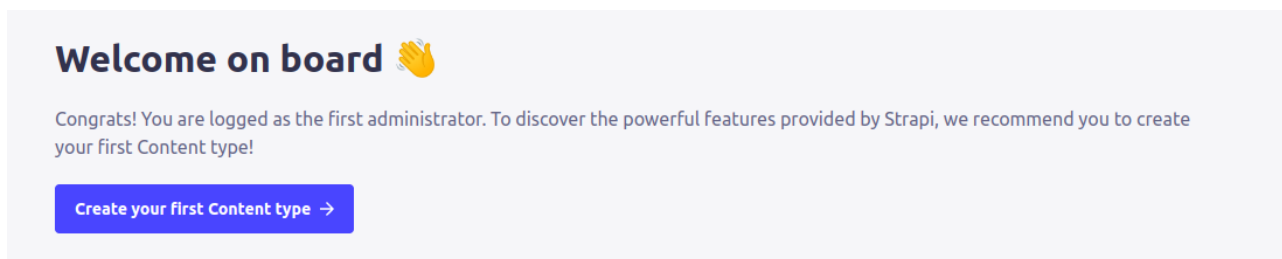 Welcome on board 👋
Congrats! You are logged as the first administrator. To discover the powerful features provided by Strapi, we recommend you to create
your first Content type!
Create your first Content type →